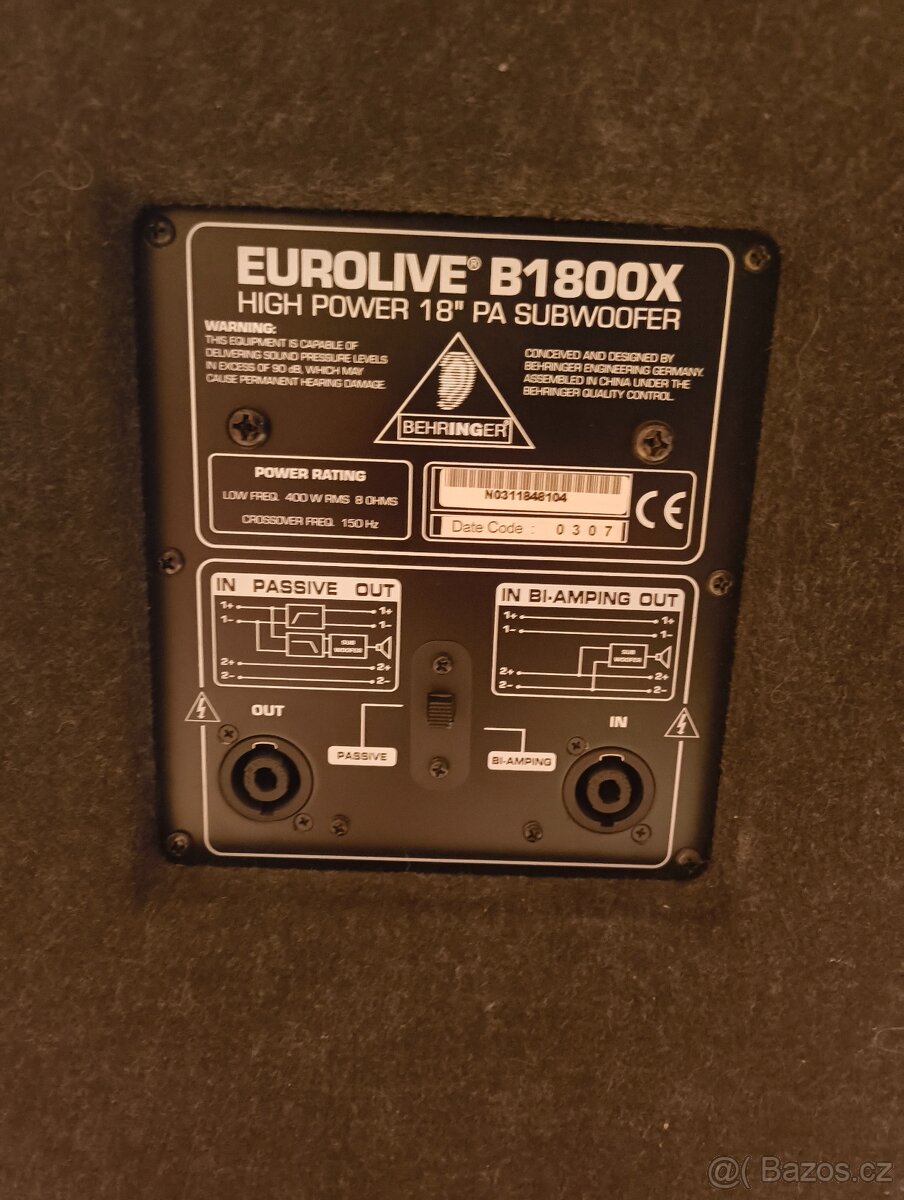 EUROLIVE® B1800X
HIGH POWER 18" PA SUBWOOFER
WARNING:
THIS EQUIPMENT IS CAPABLE OF
DELIVERING SOUND PRESSURE LEVELS
IN EXCESS OF 90 dB, WHICH MAY
CAUSE PERMANENT HEARING DAMAGE.
CONCEIVED AND DESIGNED BY
BEHRINGER ENGINEERING GERMANY.
ASSEMBLED IN CHINA UNDER THE
BEHRINGER QUALITY CONTROL.
BEHRINGER®
POWER RATING
LOW FREQ. 400 W RMS 8 OHMS
CROSSOVER FREQ. 150 Hz
N0311848104
Date Code : 0307
CE
IN PASSIVE OUT
1+ 1+
1- 1-
SUB
WOOFER
2+ 2+
2- 2-
IN BI-AMPING OUT
1+ 1+
1- 1-
SUB
WOOFER
2+ 2+
2- 2-
OUT
PASSIVE
BI-AMPING
IN
@( Bazos.cz